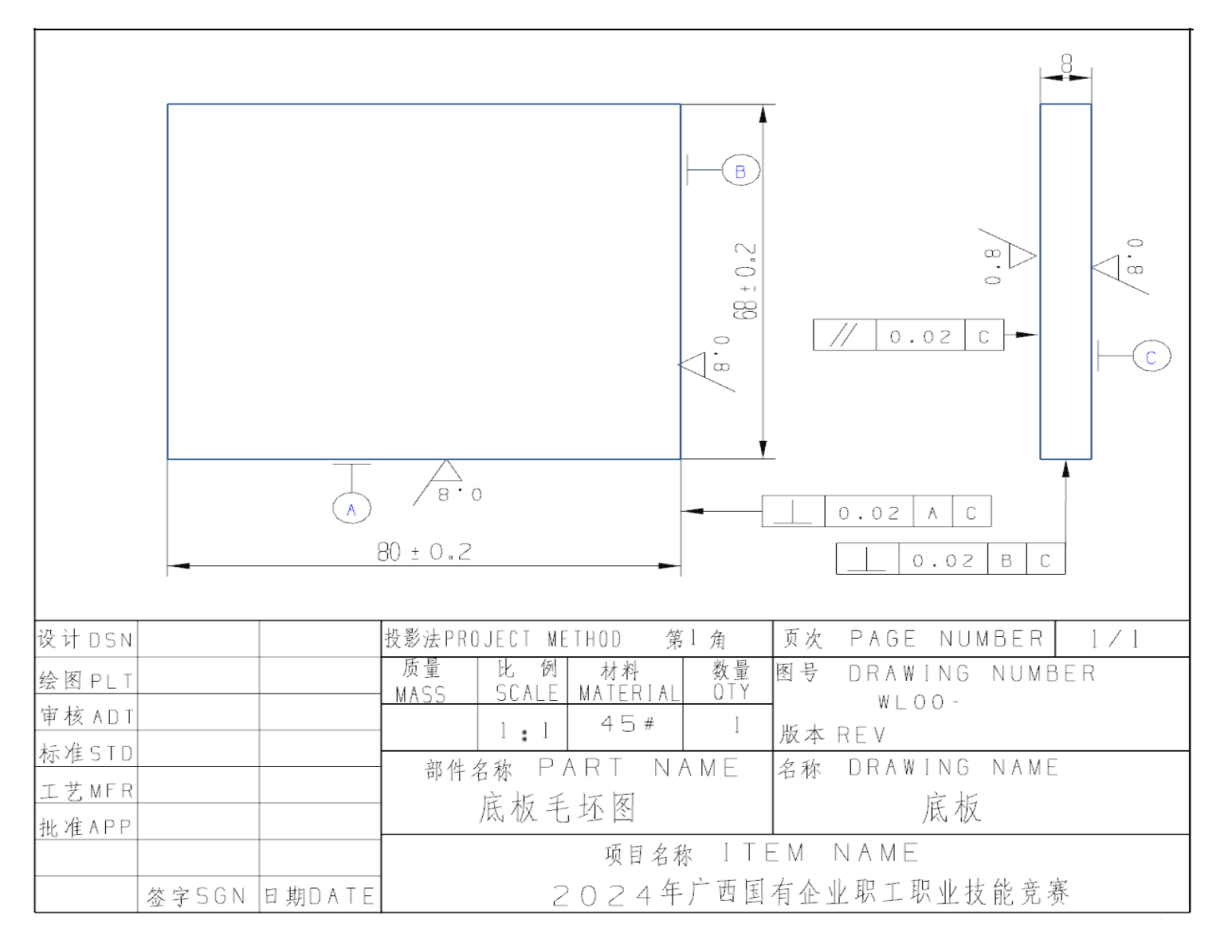 8
B
68±0.2
0.8
0.8
0.8
// 0.02 C
C
A
0.8
⊥ 0.02 A C
80±0.2
⊥ 0.02 B C
设计DSN 投影法PROJECT METHOD 第1角 页次 PAGE NUMBER 1/1
绘图PLT 质量 MASS 比例 SCALE 材料 MATERIAL 数量 QTY 图号 DRAWING NUMBER
审核ADT 1:1 45# 1 WL00-
标准STD 版本REV
工艺MFR 部件名称 PART NAME 名称 DRAWING NAME
批准APP 底板毛坯图 底板
项目名称 ITEM NAME
签字SGN 日期DATE 2024年广西国有企业职工职业技能竞赛